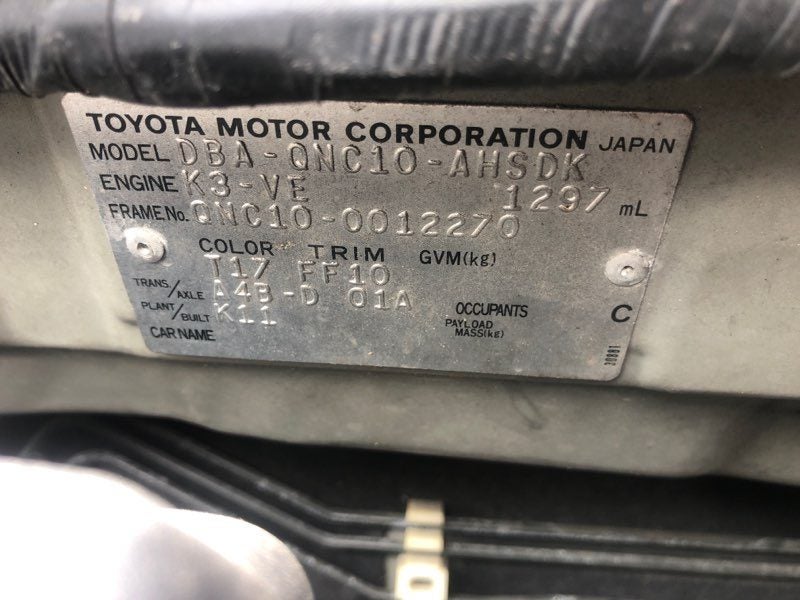 TOYOTA MOTOR CORPORATION JAPAN
MODEL DBA-QNC10-AHSDK
ENGINE K3-VE 1297 mL
FRAME No. QNC10-0012270
COLOR TRIM GVM(kg)
T17 FF10
TRANS./AXLE A4B-D 01A
PLANT/BUILT K11 OCCUPANTS C
PAYLOAD MASS(kg)
CAR NAME
20881